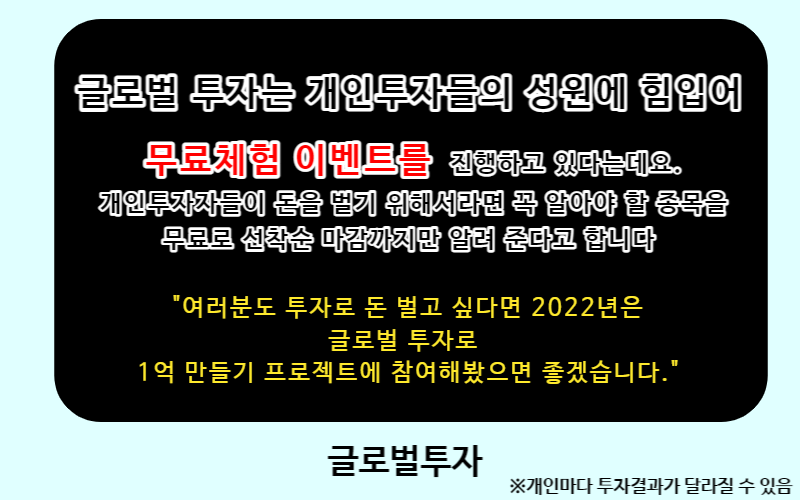 글로벌 투자는 개인투자들의 성원에 힘입어
무료체험 이벤트를 진행하고 있다는데요.
개인투자자들이 돈을 벌기 위해서라면 꼭 알아야 할 종목을
무료로 선착순 마감까지만 알려 준다고 합니다
"여러분도 투자로 돈 벌고 싶다면 2022년은
글로벌 투자로
1억 만들기 프로젝트에 참여해봤으면 좋겠습니다."
글로벌투자
※개인마다 투자결과가 달라질 수 있음